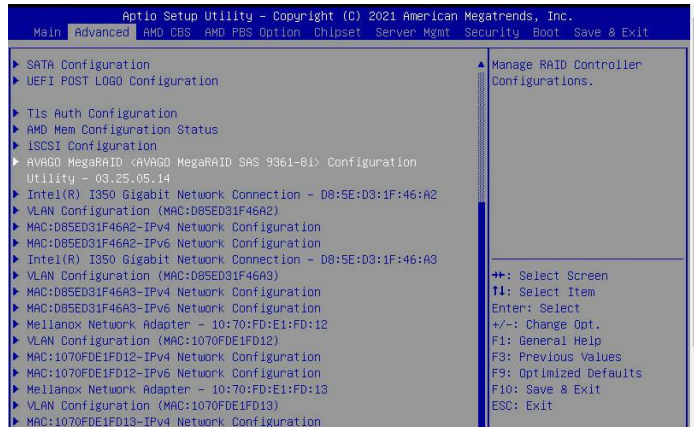 Aptio Setup Utility – Copyright (C) 2021 American Megatrends, Inc.
Main Advanced AMD CBS AMD PBS Option Chipset Server Mgmt Security Boot Save & Exit
SATA Configuration
UEFI POST LOGO Configuration
Tls Auth Configuration
AMD Mem Configuration Status
iSCSI Configuration
AVAGO MegaRAID <AVAGO MegaRAID SAS 9361-8i> Configuration
Utility – 03.25.05.14
Intel(R) I350 Gigabit Network Connection – D8:5E:D3:1F:46:A2
VLAN Configuration (MAC:D85ED31F46A2)
MAC:D85ED31F46A2-IPv4 Network Configuration
MAC:D85ED31F46A2-IPv6 Network Configuration
Intel(R) I350 Gigabit Network Connection – D8:5E:D3:1F:46:A3
VLAN Configuration (MAC:D85ED31F46A3)
MAC:D85ED31F46A3-IPv4 Network Configuration
MAC:D85ED31F46A3-IPv6 Network Configuration
Mellanox Network Adapter – 10:70:FD:E1:FD:12
VLAN Configuration (MAC:1070FDE1FD12)
MAC:1070FDE1FD12-IPv4 Network Configuration
MAC:1070FDE1FD12-IPv6 Network Configuration
Mellanox Network Adapter – 10:70:FD:E1:FD:13
VLAN Configuration (MAC:1070FDE1FD13)
MAC:1070FDE1FD13-IPv4 Network Configuration
Manage RAID Controller
Configurations.
→←: Select Screen
↑↓: Select Item
Enter: Select
+/-: Change Opt.
F1: General Help
F3: Previous Values
F9: Optimized Defaults
F10: Save & Exit
ESC: Exit